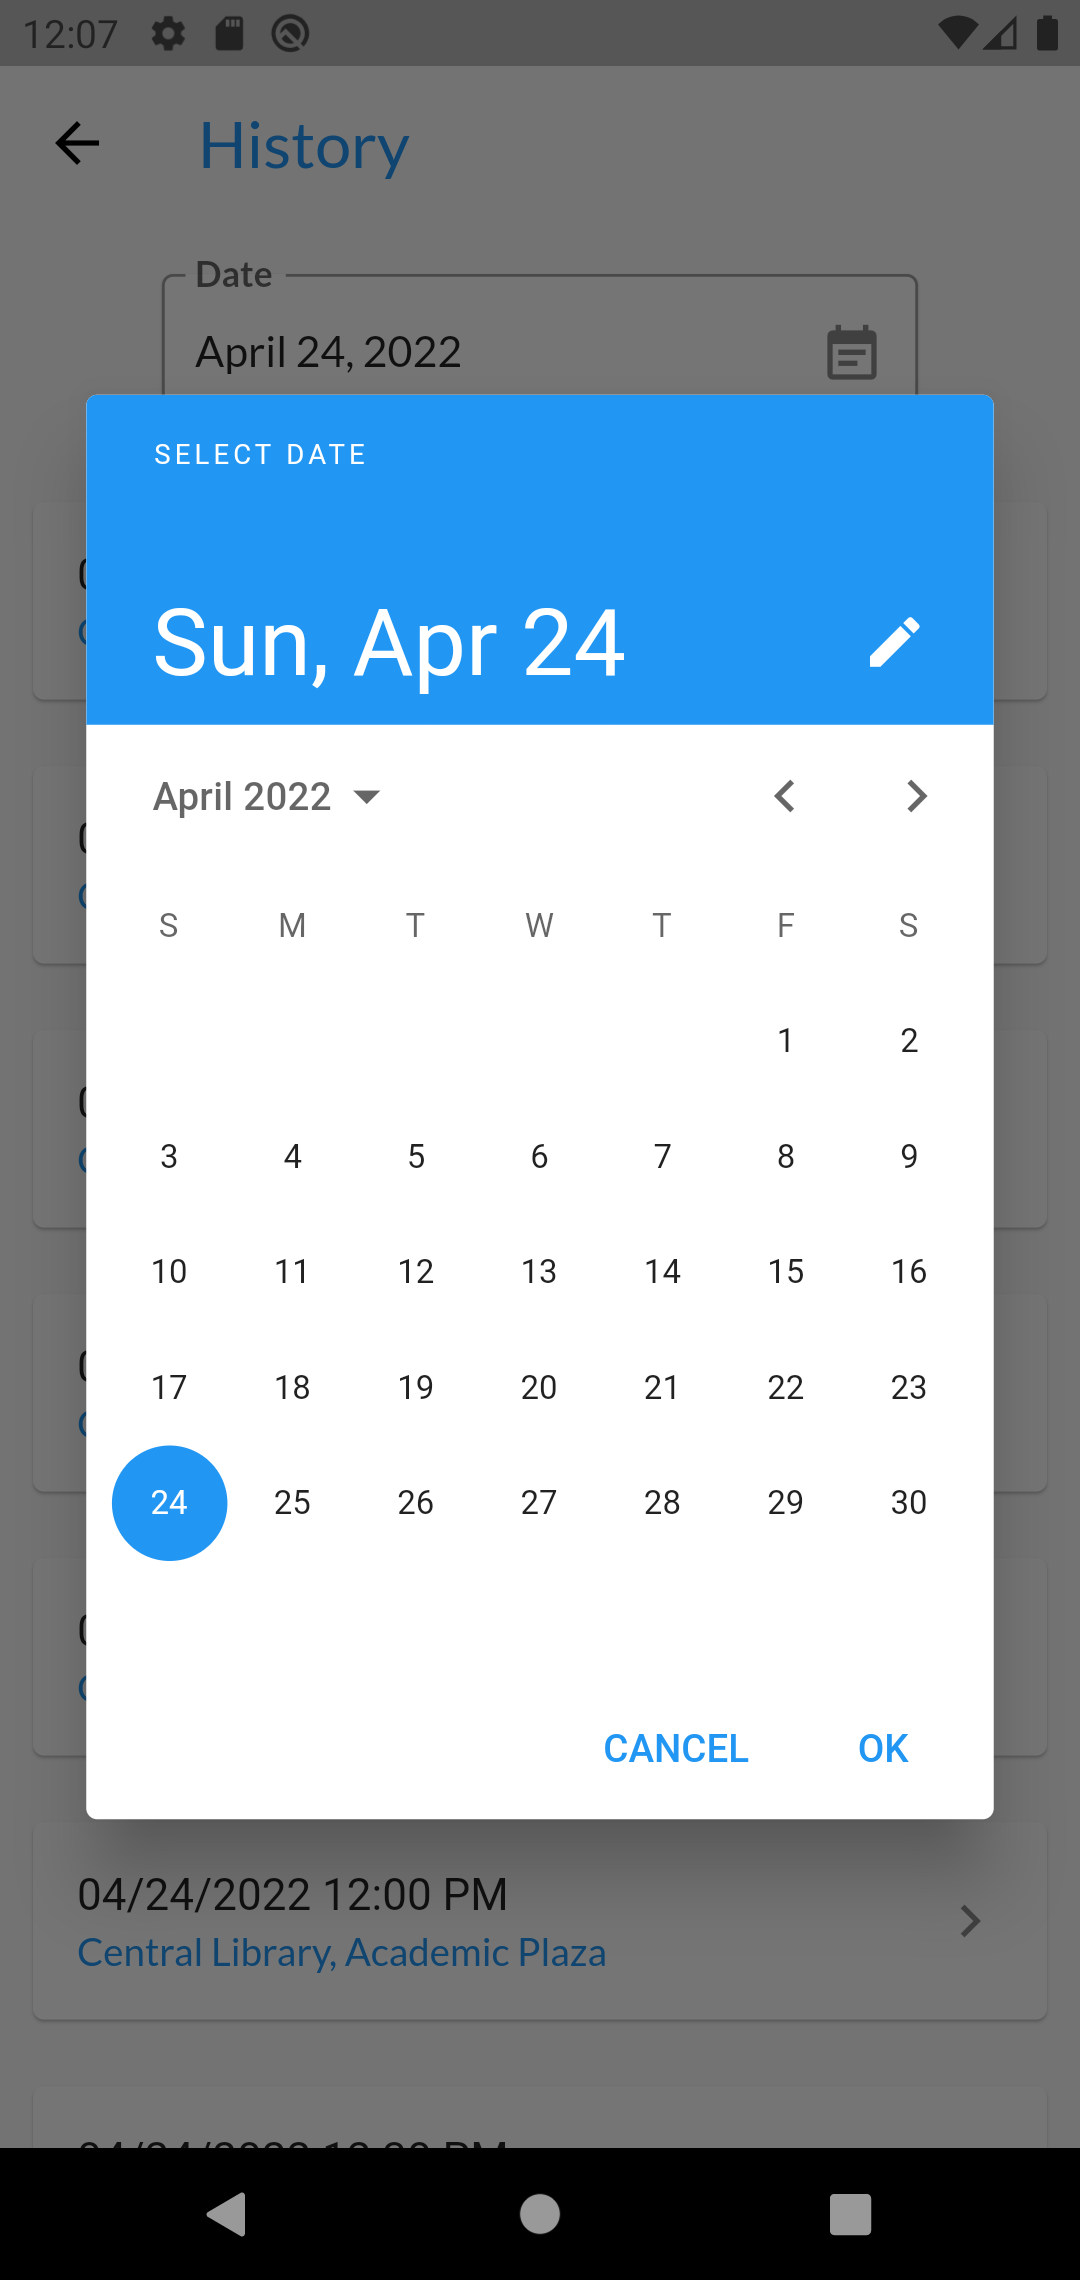 12:07
History
Date
April 24, 2022
SELECT DATE
Sun, Apr 24
April 2022
S M T W T F S
1 2
3 4 5 6 7 8 9
10 11 12 13 14 15 16
17 18 19 20 21 22 23
24 25 26 27 28 29 30
CANCEL OK
04/24/2022 12:00 PM
Central Library, Academic Plaza